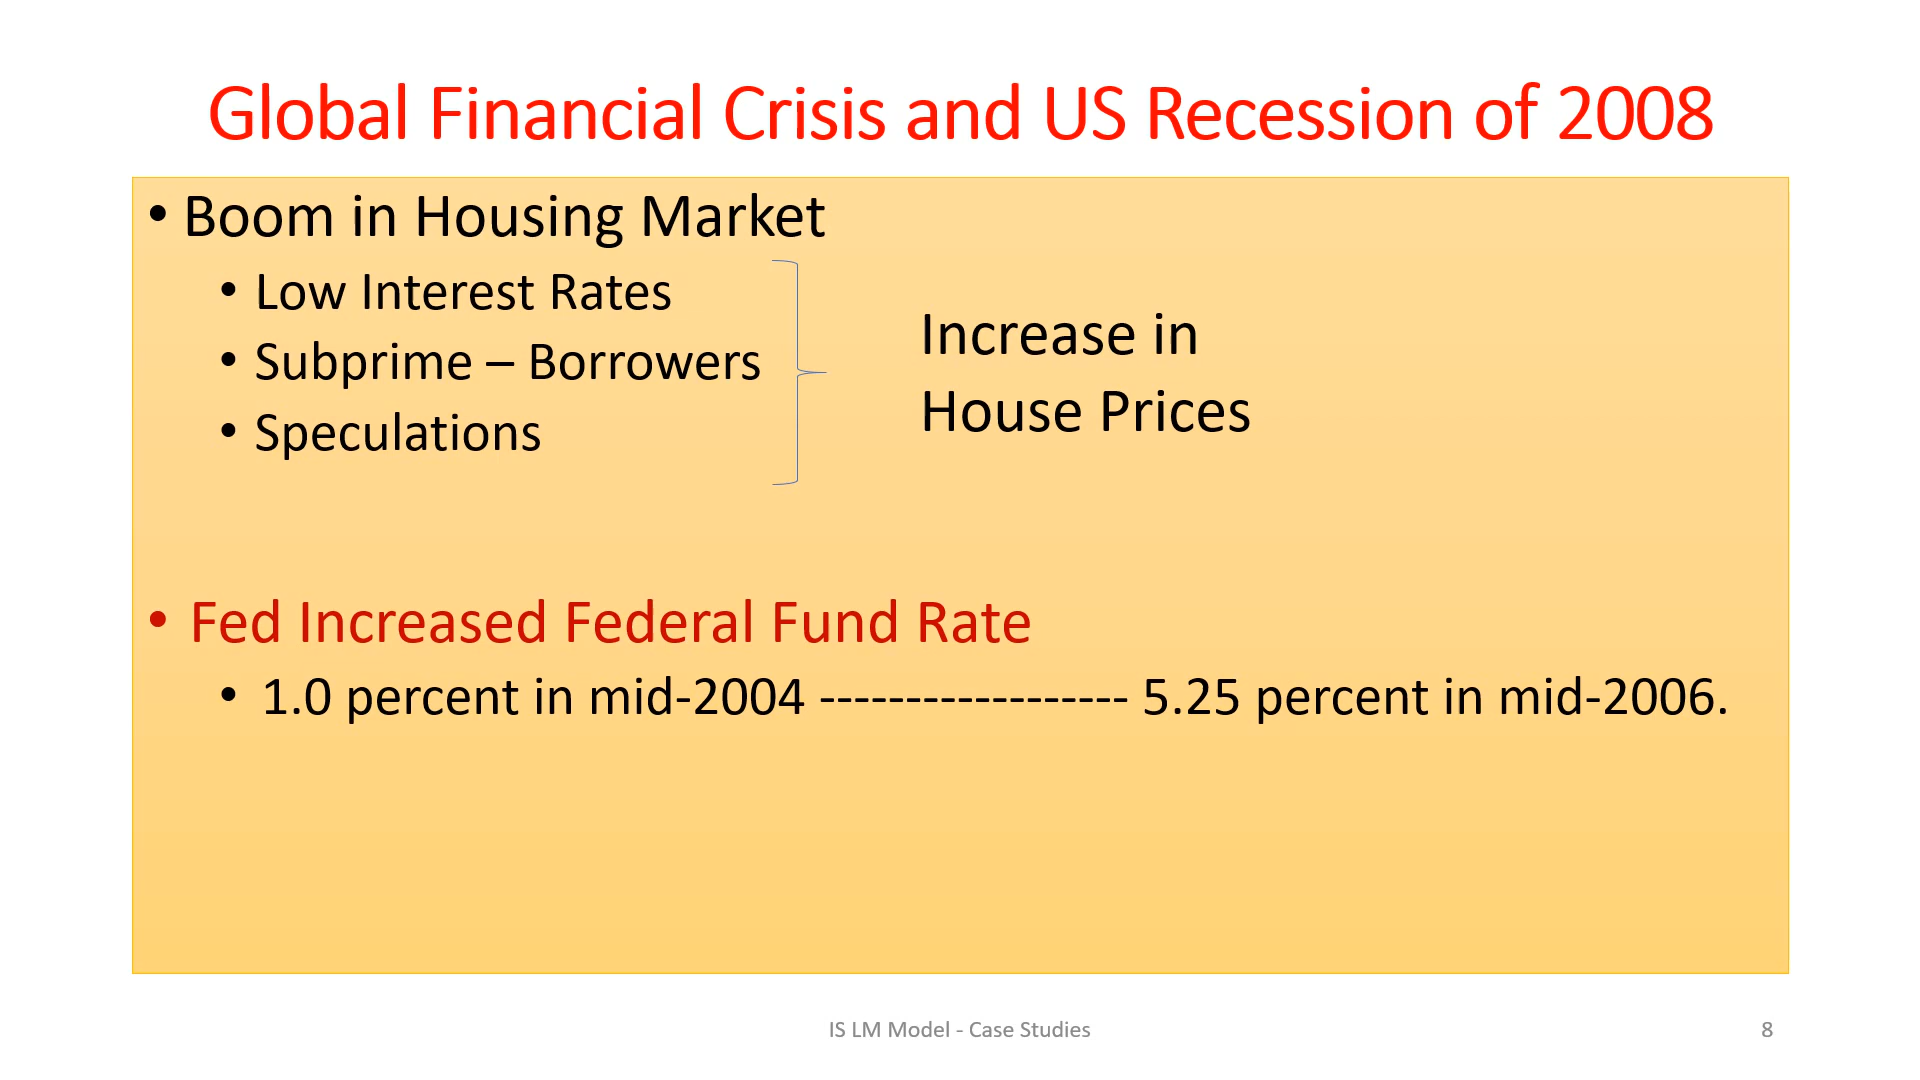 Global Financial Crisis and US Recession of 2008
• Boom in Housing Market
• Low Interest Rates
• Subprime – Borrowers
• Speculations
Increase in
House Prices
• Fed Increased Federal Fund Rate
• 1.0 percent in mid-2004 ------------------ 5.25 percent in mid-2006.
IS LM Model - Case Studies
8